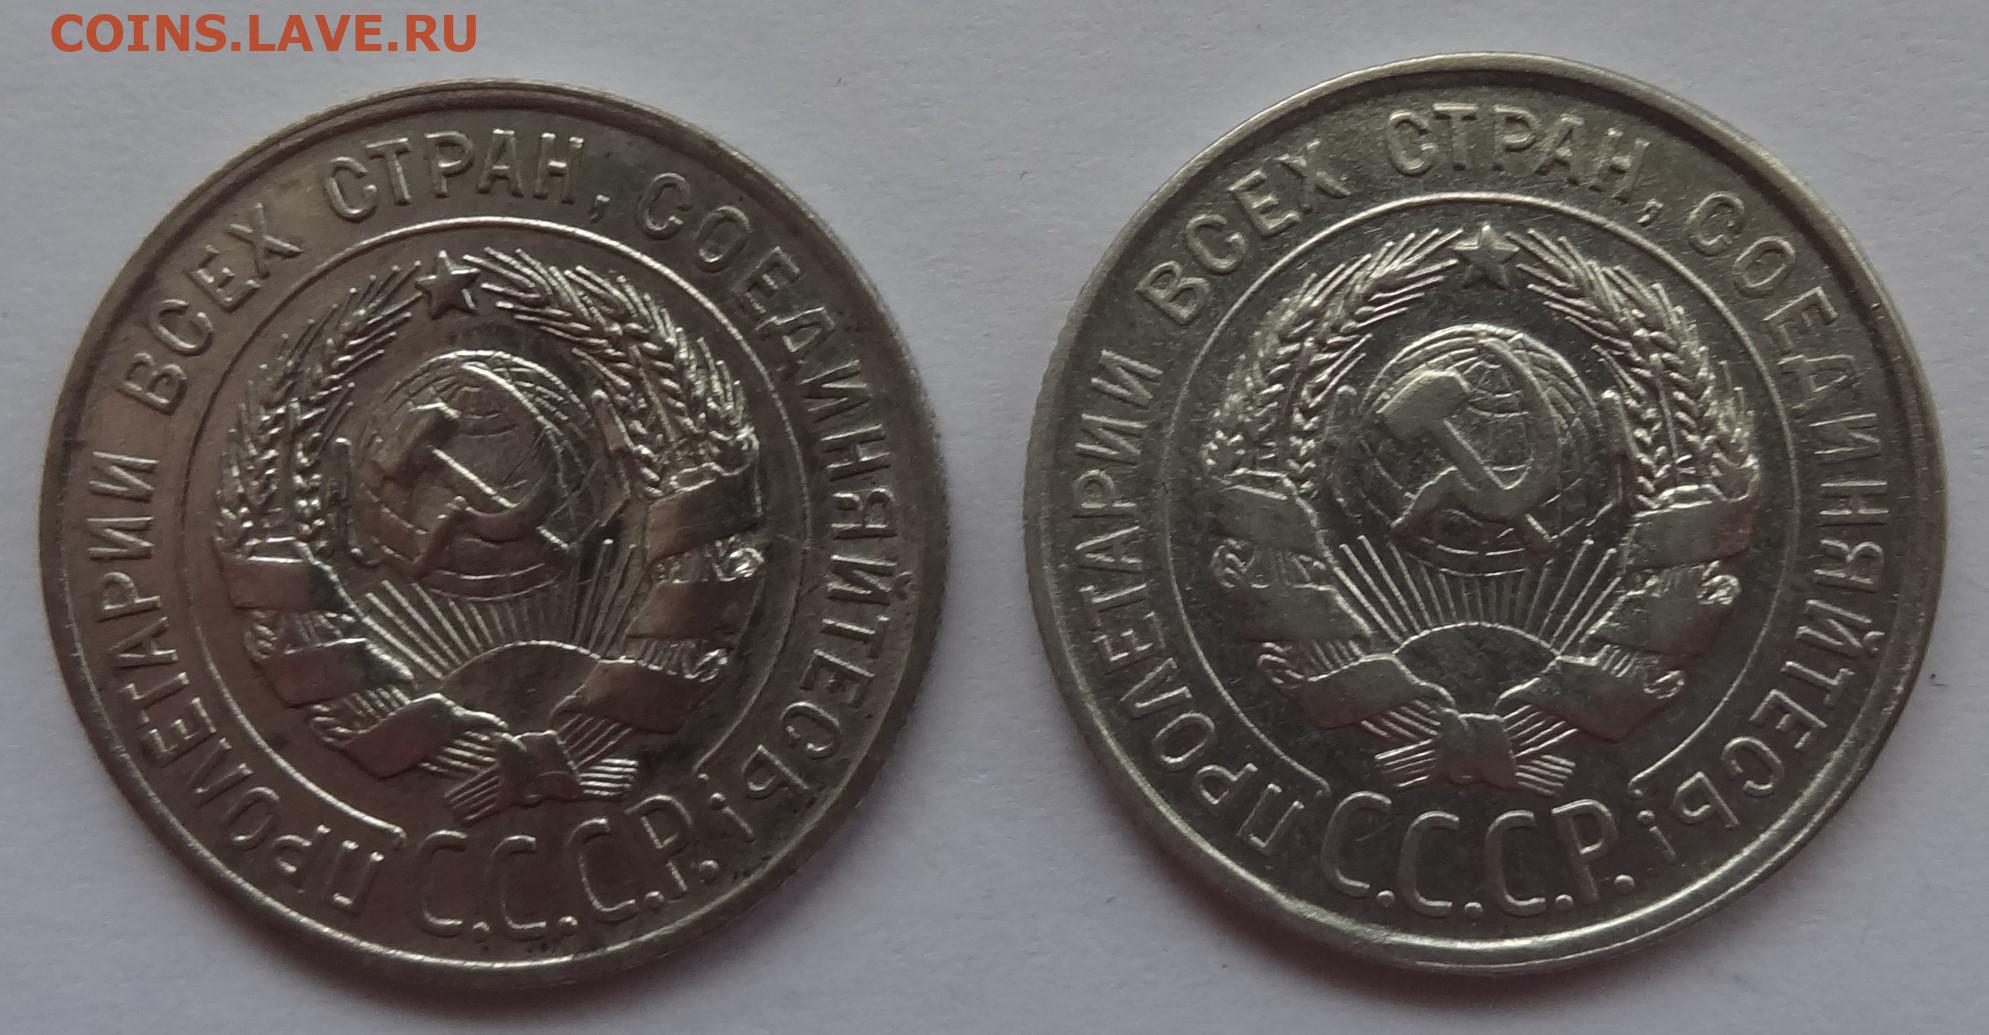 COINS.LAVE.RU
ПРОЛЕТАРИИ ВСЕХ СТРАН, СОЕДИНЯЙТЕСЬ!
С.С.С.Р.
ПРОЛЕТАРИИ ВСЕХ СТРАН, СОЕДИНЯЙТЕСЬ!
С.С.С.Р.